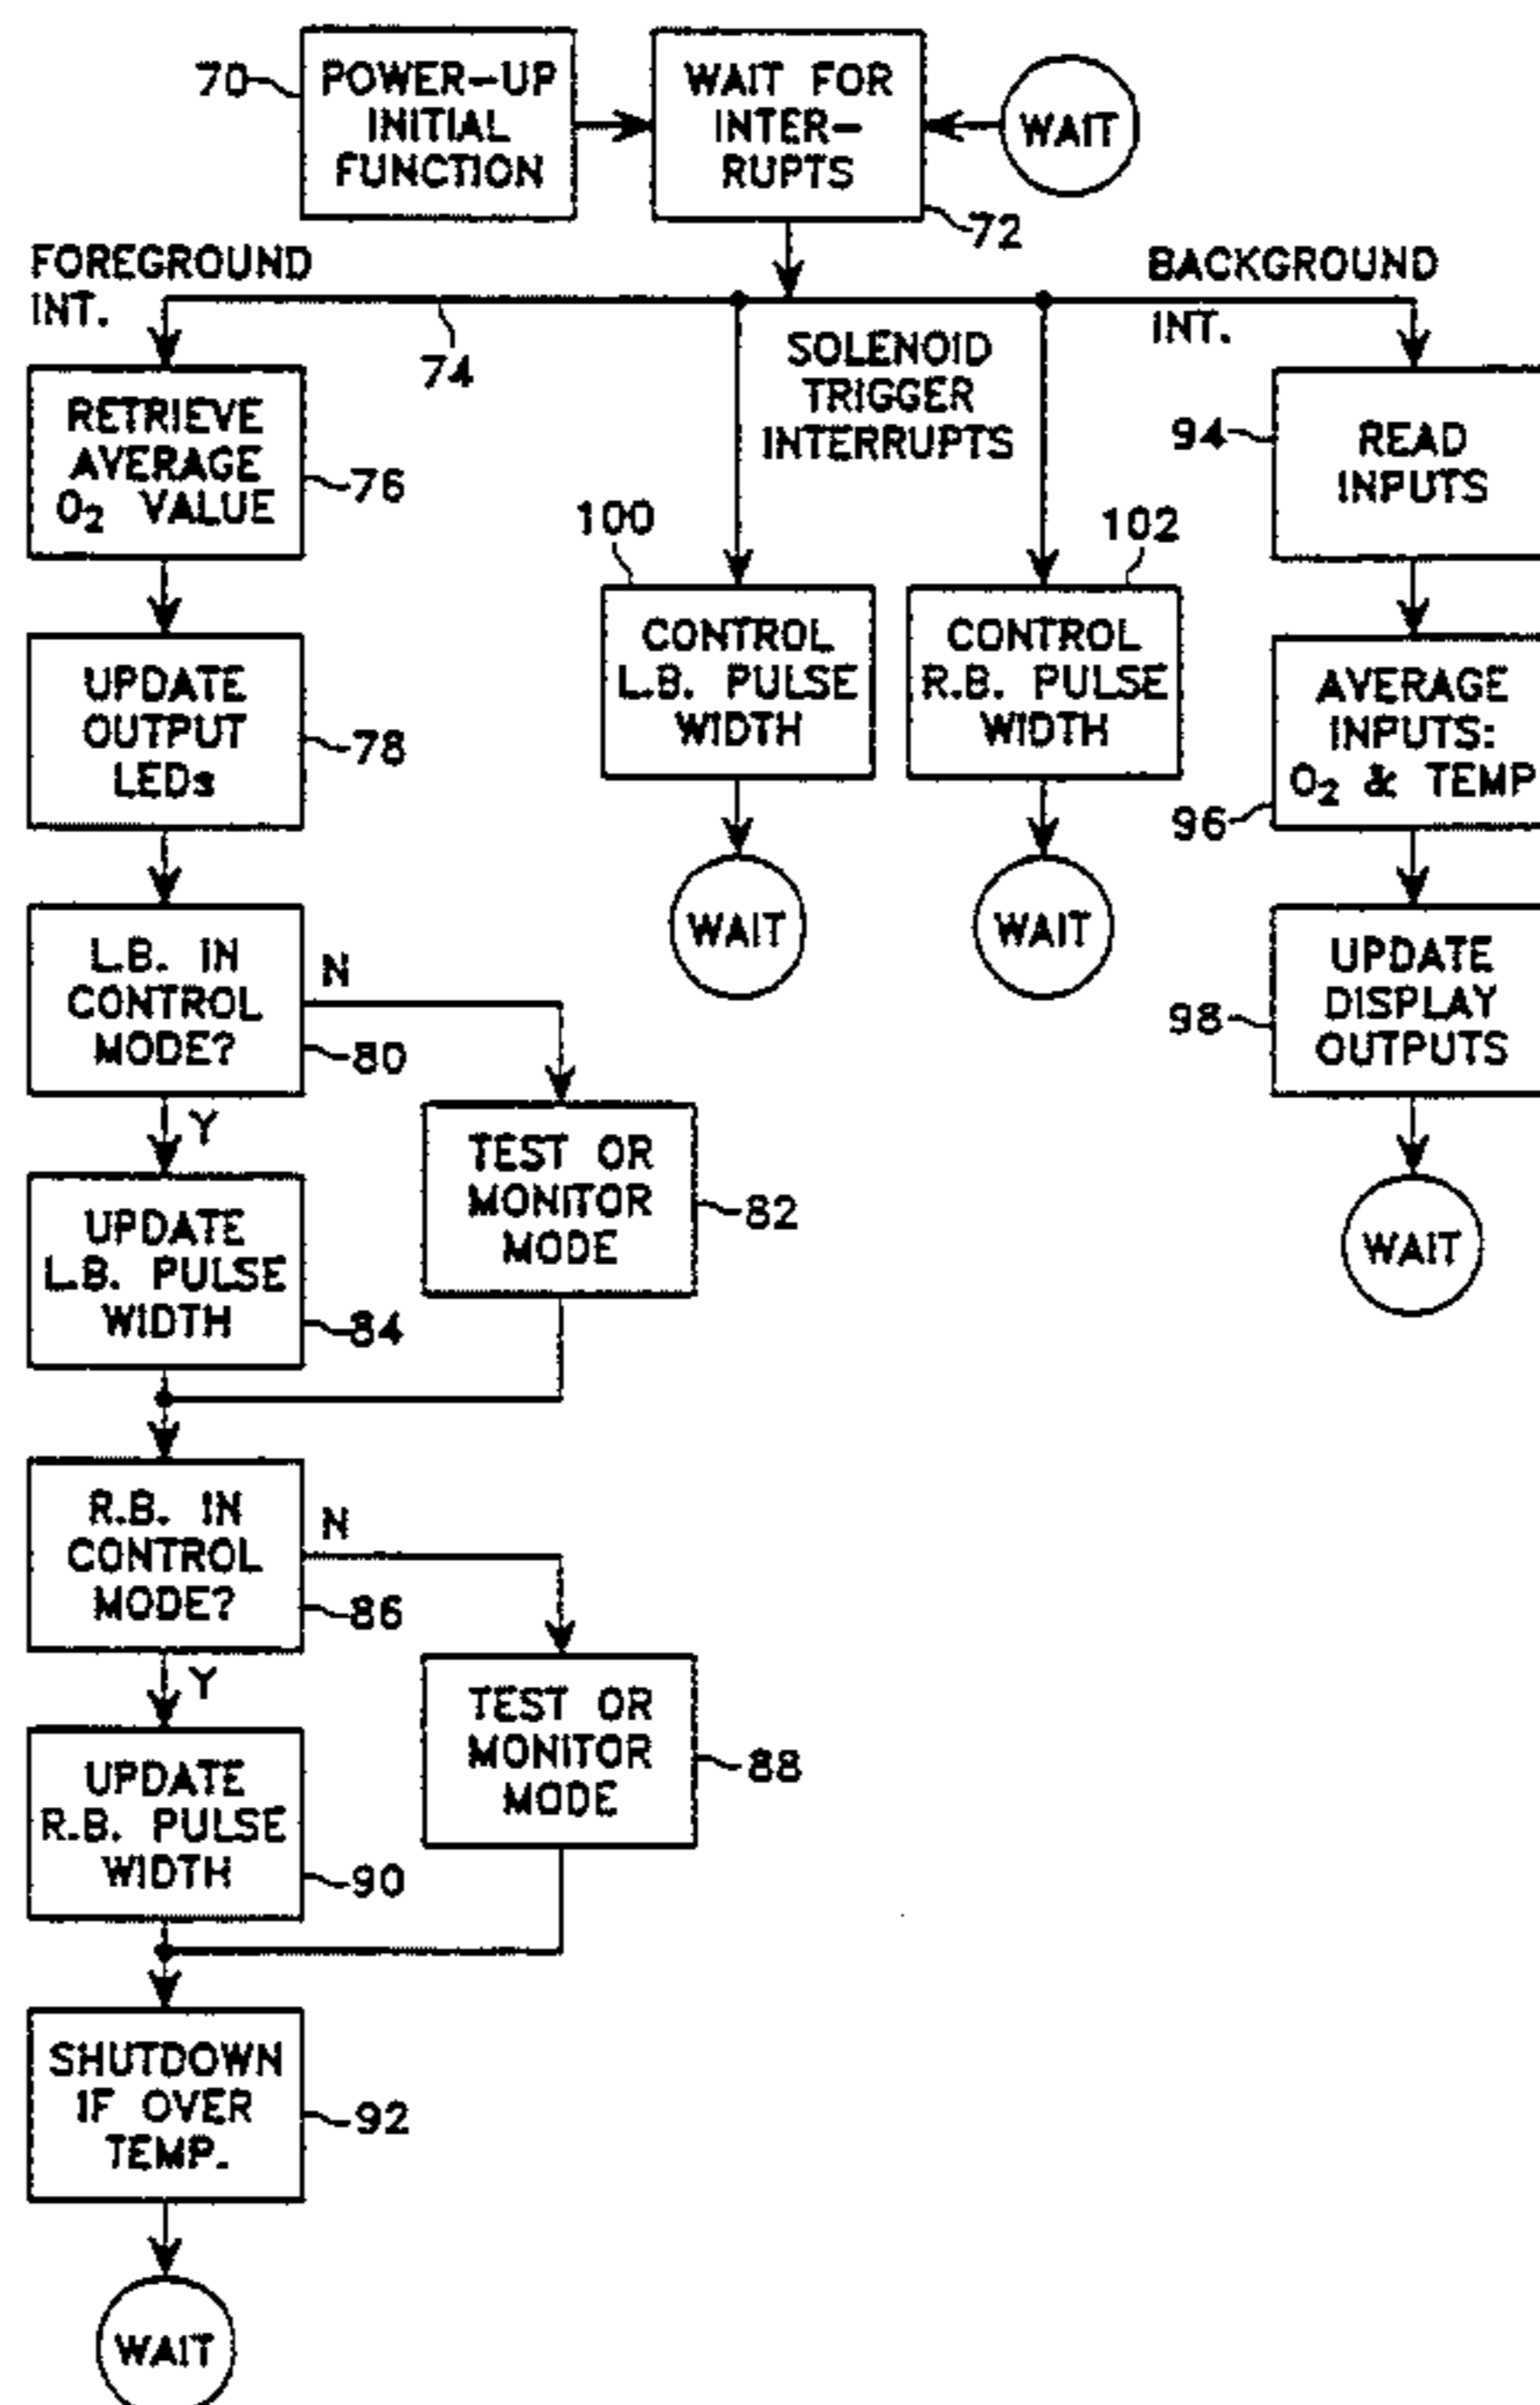 70
POWER-UP
INITIAL
FUNCTION
WAIT FOR
INTER-
RUPTS
WAIT
72
FOREGROUND
INT.
74
SOLENOID
TRIGGER
INTERRUPTS
BACKGROUND
INT.
RETRIEVE
AVERAGE
O2 VALUE
76
UPDATE
OUTPUT
LEDs
78
L.B. IN
CONTROL
MODE?
80
N
Y
TEST OR
MONITOR
MODE
82
UPDATE
L.B. PULSE
WIDTH
84
R.B. IN
CONTROL
MODE?
86
N
Y
TEST OR
MONITOR
MODE
88
UPDATE
R.B. PULSE
WIDTH
90
SHUTDOWN
IF OVER
TEMP.
92
WAIT
100
CONTROL
L.B. PULSE
WIDTH
WAIT
102
CONTROL
R.B. PULSE
WIDTH
WAIT
94
READ
INPUTS
AVERAGE
INPUTS:
O2 & TEMP
96
UPDATE
DISPLAY
OUTPUTS
98
WAIT